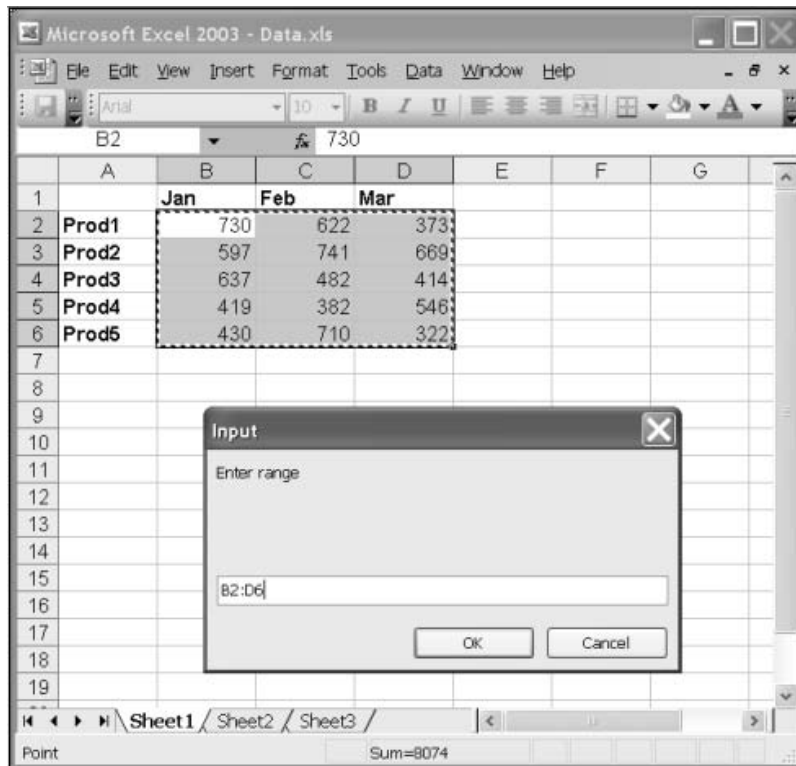 Microsoft Excel 2003 - Data.xls
File Edit View Insert Format Tools Data Window Help
Arial 10 B I U A
B2 fx 730
A B C D E F G
1 Jan Feb Mar
2 Prod1 730 622 373
3 Prod2 597 741 669
4 Prod3 637 482 414
5 Prod4 419 382 546
6 Prod5 430 710 322
7
8
9
10
11
12
13
14
15
16
17
18
19
Input
Enter range
B2:D6
OK Cancel
Sheet1 / Sheet2 / Sheet3 /
Point Sum=8074